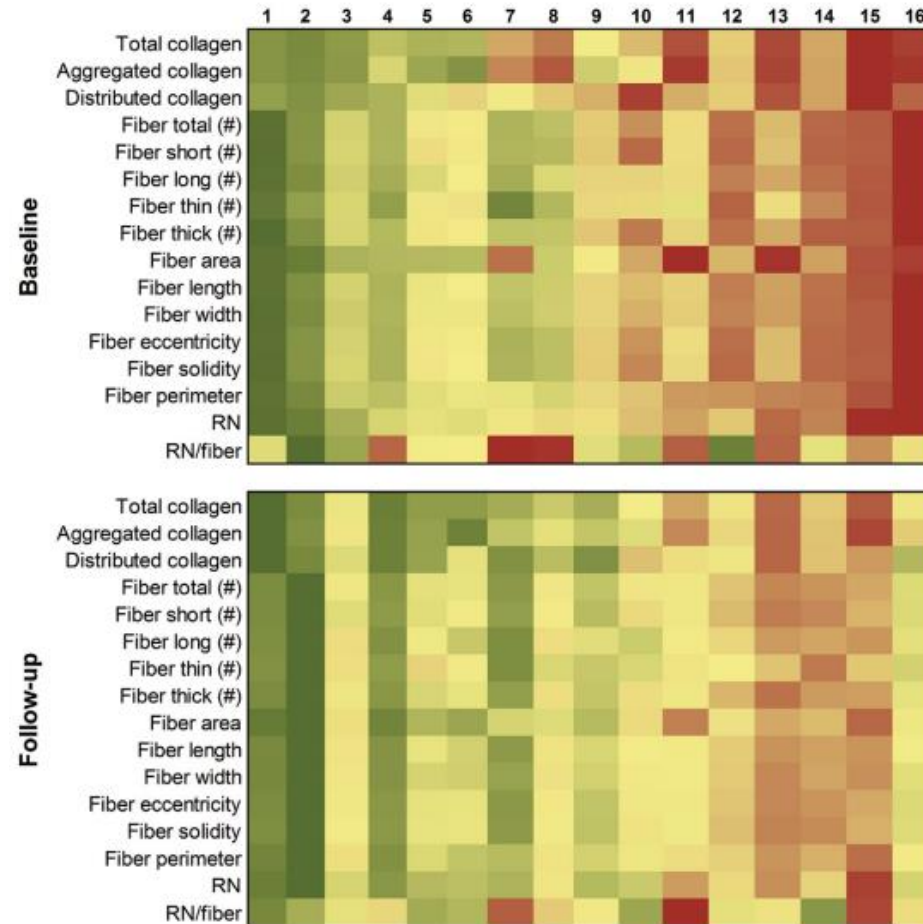 1 2 3 4 5 6 7 8 9 10 11 12 13 14 15 16
Baseline
Total collagen
Aggregated collagen
Distributed collagen
Fiber total (#)
Fiber short (#)
Fiber long (#)
Fiber thin (#)
Fiber thick (#)
Fiber area
Fiber length
Fiber width
Fiber eccentricity
Fiber solidity
Fiber perimeter
RN
RN/fiber
Follow-up
Total collagen
Aggregated collagen
Distributed collagen
Fiber total (#)
Fiber short (#)
Fiber long (#)
Fiber thin (#)
Fiber thick (#)
Fiber area
Fiber length
Fiber width
Fiber eccentricity
Fiber solidity
Fiber perimeter
RN
RN/fiber